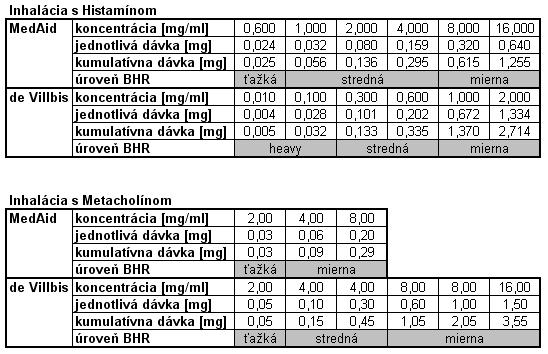 Inhalácia s Histamínom
MedAid koncentrácia [mg/ml] 0,600 1,000 2,000 4,000 8,000 16,000
jednotlivá dávka [mg] 0,024 0,032 0,080 0,159 0,320 0,640
kumulatívna dávka [mg] 0,025 0,056 0,136 0,295 0,615 1,255
úroveň BHR ťažká stredná mierna
de Villbis koncentrácia [mg/ml] 0,010 0,100 0,300 0,600 1,000 2,000
jednotlivá dávka [mg] 0,004 0,028 0,101 0,202 0,672 1,334
kumulatívna dávka [mg] 0,005 0,032 0,133 0,335 1,370 2,714
úroveň BHR heavy stredná mierna
Inhalácia s Metacholínom
MedAid koncentrácia [mg/ml] 2,00 4,00 8,00
jednotlivá dávka [mg] 0,03 0,06 0,20
kumulatívna dávka [mg] 0,03 0,09 0,29
úroveň BHR ťažká mierna
de Villbis koncentrácia [mg/ml] 2,00 4,00 4,00 8,00 8,00 16,00
jednotlivá dávka [mg] 0,05 0,10 0,30 0,60 1,00 1,50
kumulatívna dávka [mg] 0,05 0,15 0,45 1,05 2,05 3,55
úroveň BHR ťažká stredná mierna